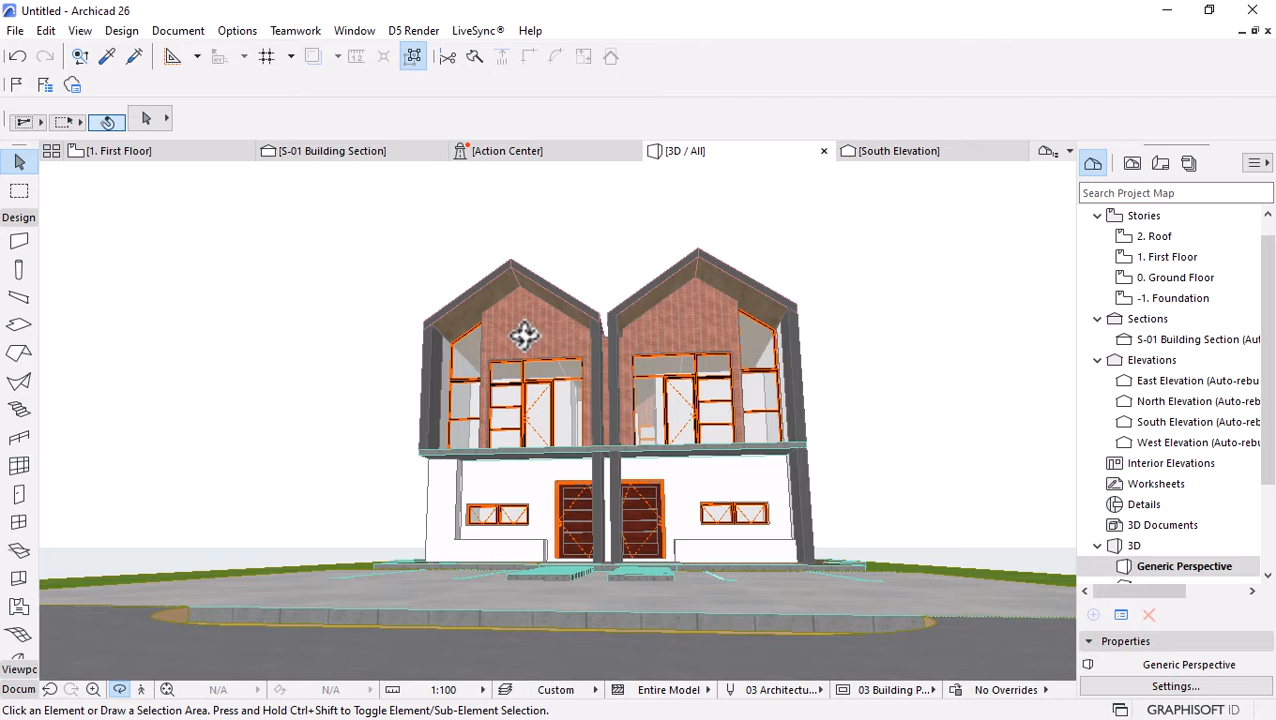 Untitled - Archicad 26
File Edit View Design Document Options Teamwork Window D5 Render LiveSync® Help
[1. First Floor] [S-01 Building Section] [Action Center] [3D / All] [South Elevation]
Design
Search Project Map
Stories
2. Roof
1. First Floor
0. Ground Floor
-1. Foundation
Sections
S-01 Building Section (Aut
Elevations
East Elevation (Auto-rebu
North Elevation (Auto-reb
South Elevation (Auto-reb
West Elevation (Auto-reb
Interior Elevations
Worksheets
Details
3D Documents
3D
Generic Perspective
Properties
Generic Perspective
Settings...
Viewpc
Docum
N/A N/A 1:100 Custom Entire Model 03 Architectu... 03 Building P... No Overrides
Click an Element or Draw a Selection Area. Press and Hold Ctrl+Shift to Toggle Element/Sub-Element Selection.
GRAPHISOFT ID